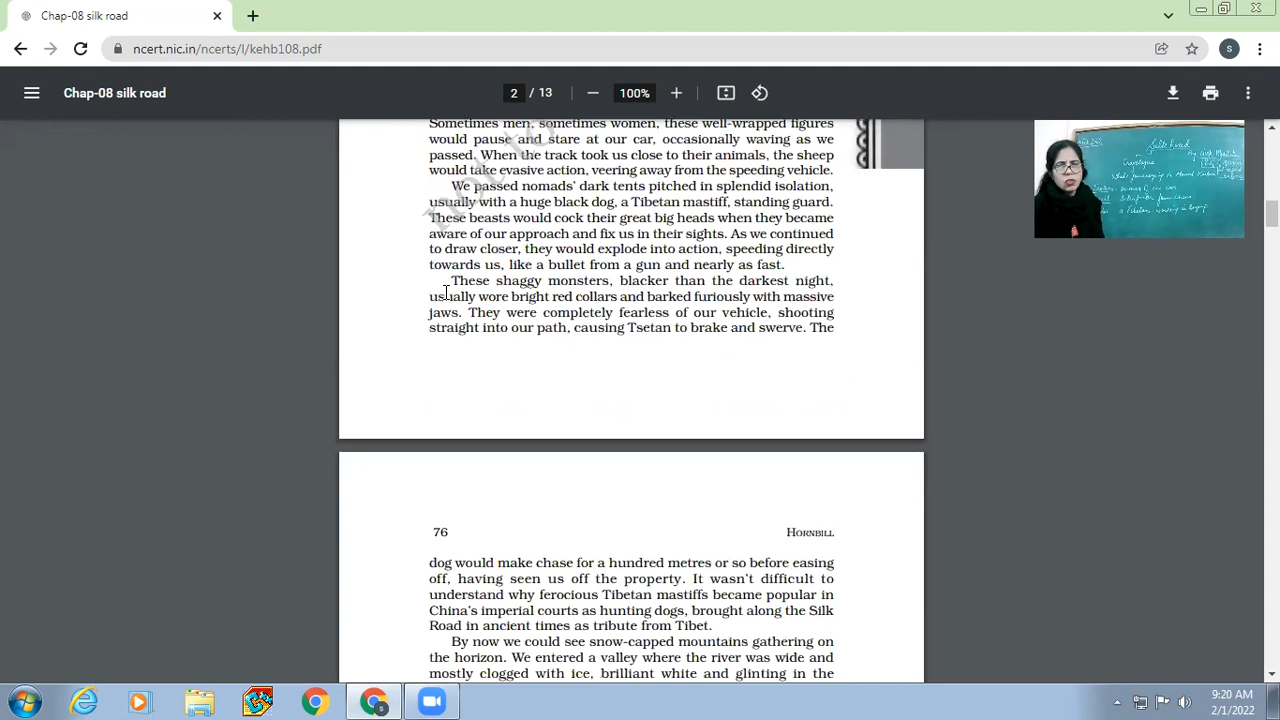 Chap-08 silk road
ncert.nic.in/ncerts/l/kehb108.pdf
S
Chap-08 silk road
2 / 13
100%
Sometimes men, sometimes women, these well-wrapped figures
would pause and stare at our car, occasionally waving as we
passed. When the track took us close to their animals, the sheep
would take evasive action, veering away from the speeding vehicle.
We passed nomads' dark tents pitched in splendid isolation,
usually with a huge black dog, a Tibetan mastiff, standing guard.
These beasts would cock their great big heads when they became
aware of our approach and fix us in their sights. As we continued
to draw closer, they would explode into action, speeding directly
towards us, like a bullet from a gun and nearly as fast.
These shaggy monsters, blacker than the darkest night,
usually wore bright red collars and barked furiously with massive
jaws. They were completely fearless of our vehicle, shooting
straight into our path, causing Tsetan to brake and swerve. The
not to
76
HORNBILL
dog would make chase for a hundred metres or so before easing
off, having seen us off the property. It wasn't difficult to
understand why ferocious Tibetan mastiffs became popular in
China's imperial courts as hunting dogs, brought along the Silk
Road in ancient times as tribute from Tibet.
By now we could see snow-capped mountains gathering on
the horizon. We entered a valley where the river was wide and
mostly clogged with ice, brilliant white and glinting in the
Silk Road
Travelogue
9:20 AM
2/1/2022